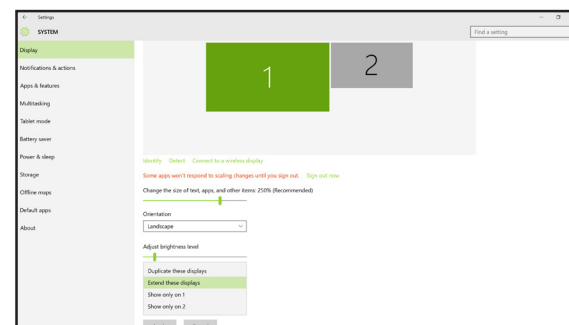 Settings
SYSTEM
Find a setting
Display
Notifications & actions
Apps & features
Multitasking
Tablet mode
Battery saver
Power & sleep
Storage
Offline maps
Default apps
About
1
2
Identify Detect Connect to a wireless display
Some apps won't respond to scaling changes until you sign out. Sign out now
Change the size of text, apps, and other items: 250% (Recommended)
Orientation
Landscape
Adjust brightness level
Duplicate these displays
Extend these displays
Show only on 1
Show only on 2